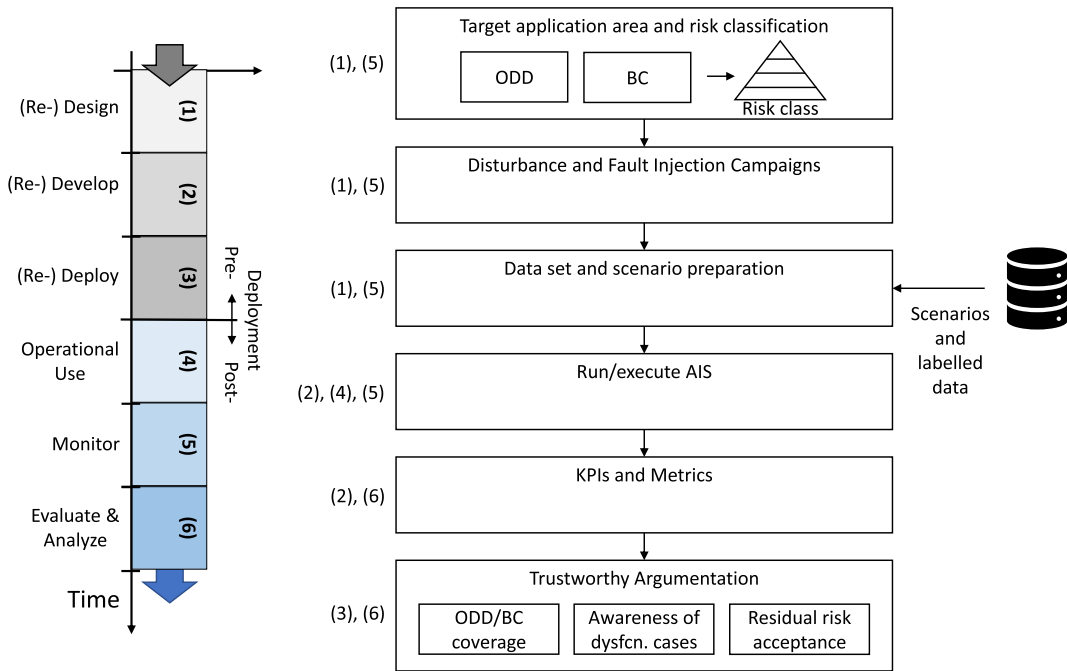 (Re-) Design
(1)
(Re-) Develop
(2)
(Re-) Deploy
(3)
Pre-
Deployment
Post-
Operational
Use
(4)
Monitor
(5)
Evaluate &
Analyze
(6)
Time
(1), (5)
Target application area and risk classification
ODD
BC
Risk class
(1), (5)
Disturbance and Fault Injection Campaigns
(1), (5)
Data set and scenario preparation
Scenarios
and
labelled
data
(2), (4), (5)
Run/execute AIS
(2), (6)
KPIs and Metrics
(3), (6)
Trustworthy Argumentation
ODD/BC
coverage
Awareness of
dysfcn. cases
Residual risk
acceptance